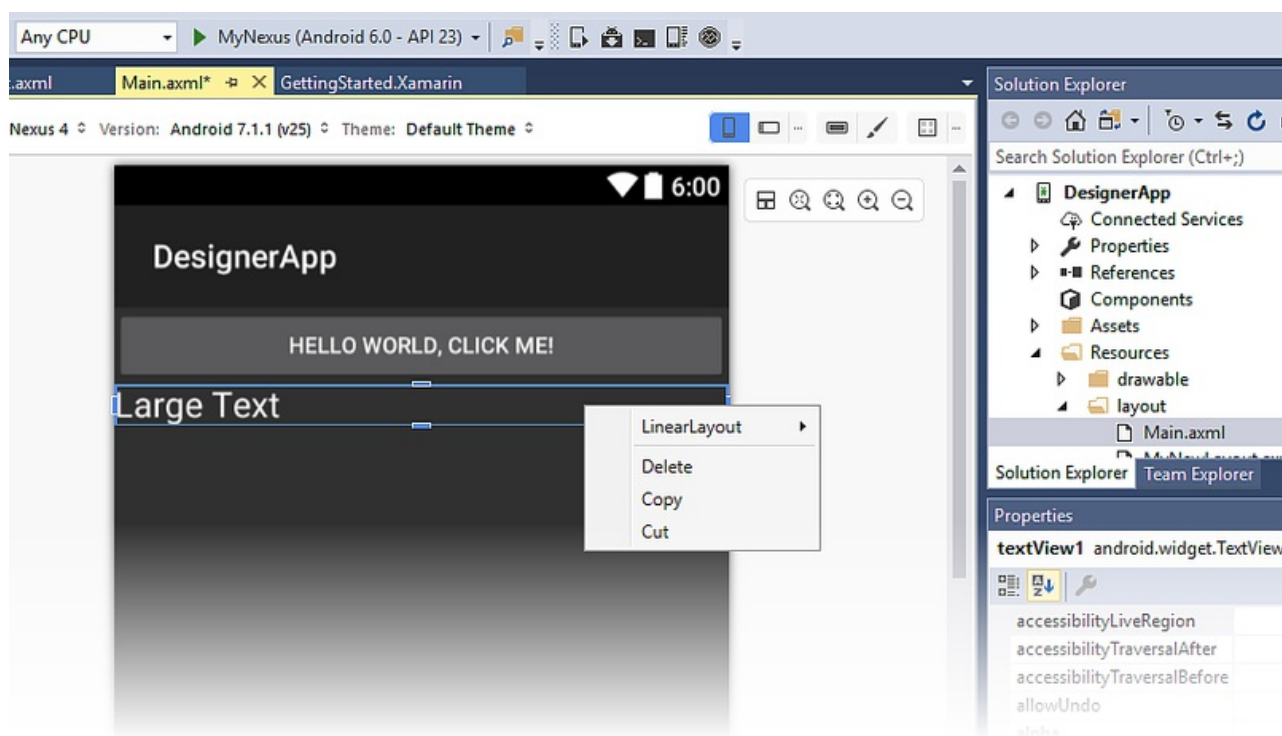 Any CPU MyNexus (Android 6.0 - API 23)
.axml Main.axml* GettingStarted.Xamarin
Nexus 4 Version: Android 7.1.1 (v25) Theme: Default Theme
6:00
DesignerApp
HELLO WORLD, CLICK ME!
Large Text
LinearLayout
Delete
Copy
Cut
Solution Explorer
Search Solution Explorer (Ctrl+;)
DesignerApp
Connected Services
Properties
References
Components
Assets
Resources
drawable
layout
Main.axml
Solution Explorer Team Explorer
Properties
textView1 android.widget.TextView
accessibilityLiveRegion
accessibilityTraversalAfter
accessibilityTraversalBefore
allowUndo
alpha